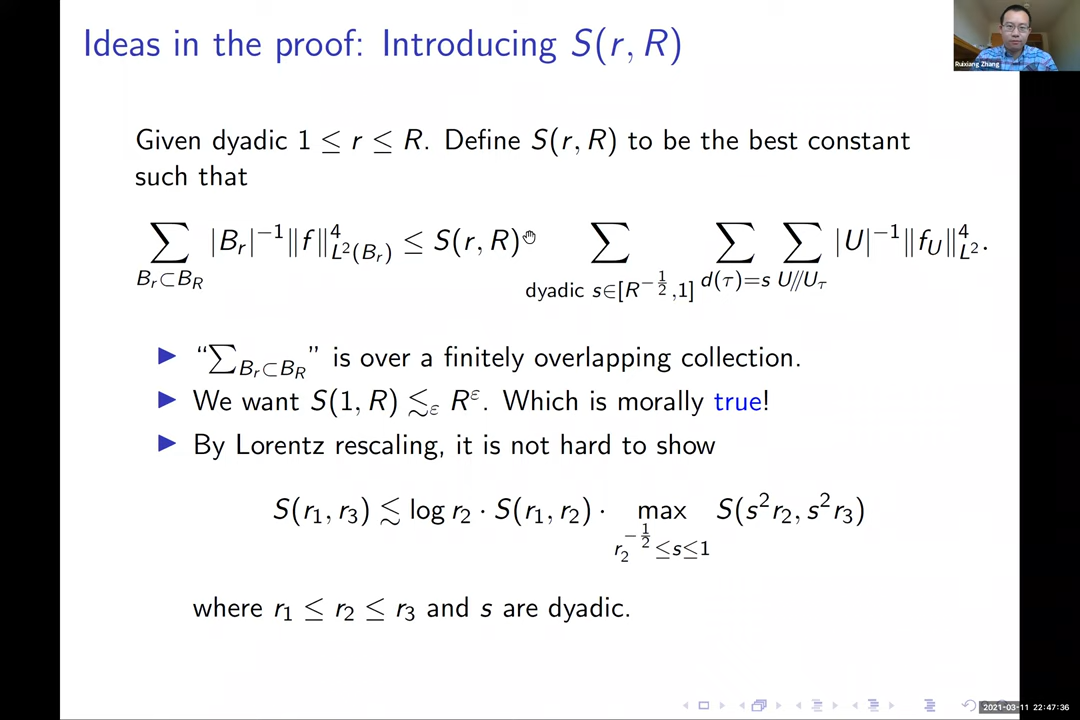 Ideas in the proof: Introducing S(r, R)
Ruixiang Zhang
Given dyadic 1 ≤ r ≤ R. Define S(r, R) to be the best constant
such that
∑_{B_r⊂B_R} |B_r|^{-1}‖f‖^4_{L^2(B_r)} ≤ S(r, R) ∑_{dyadic s∈[R^{-1/2},1]} ∑_{d(τ)=s} ∑_{U//U_τ} |U|^{-1}‖f_U‖^4_{L^2}.
▶ “∑_{B_r⊂B_R}” is over a finitely overlapping collection.
▶ We want S(1, R) ≲_ε R^ε. Which is morally true!
▶ By Lorentz rescaling, it is not hard to show
S(r_1, r_3) ≲ log r_2 · S(r_1, r_2) · max_{r_2^{-1/2}≤s≤1} S(s^2r_2, s^2r_3)
where r_1 ≤ r_2 ≤ r_3 and s are dyadic.
2021-03-11 22:47:36